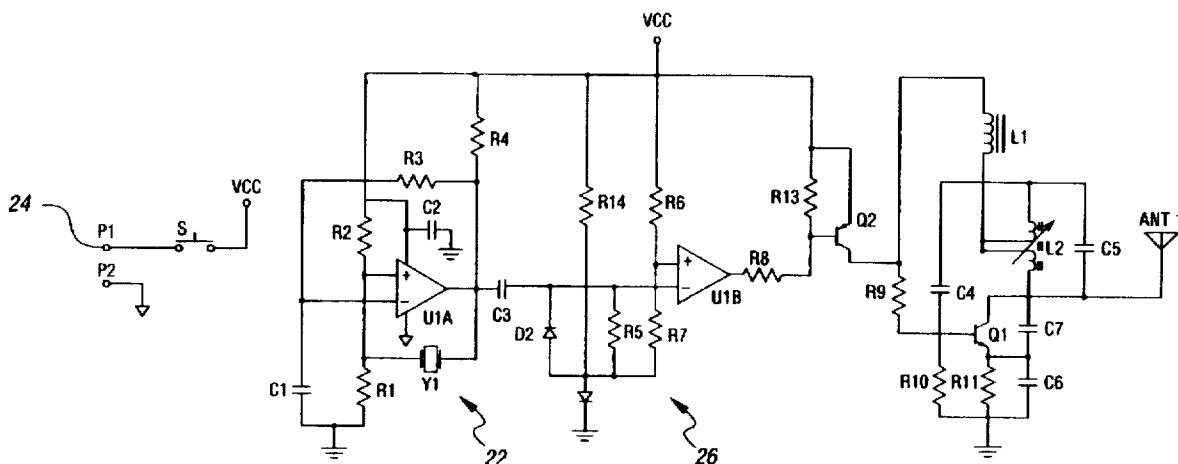 VCC
R4
R3
L1
24
P1
S
VCC
C2
R2
R14
R6
R13
Q2
ANT 1
+
-
U1A
L2
C5
P2
C3
+
-
U1B
R8
R9
C4
D2
R5
R7
Q1
C7
C1
R1
Y1
R10
R11
C6
22
26